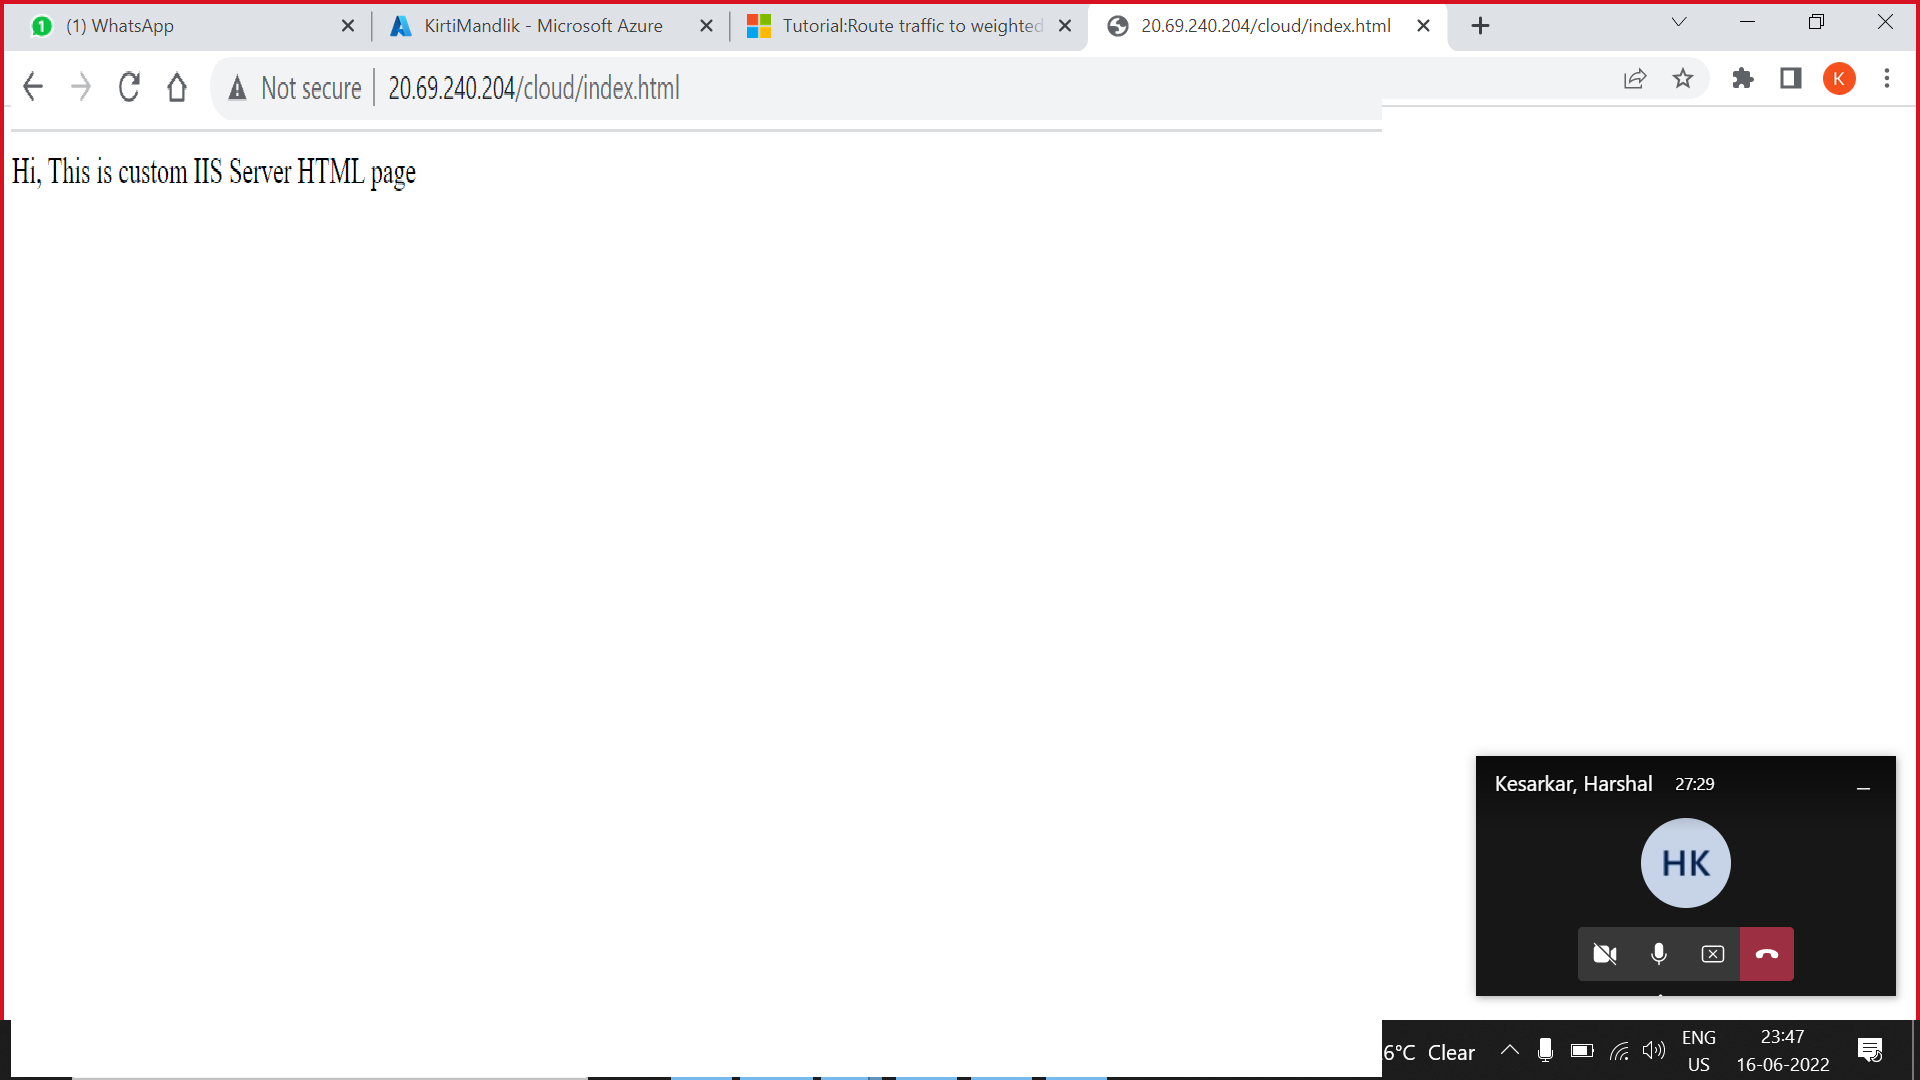 1 (1) WhatsApp
KirtiMandlik - Microsoft Azure
Tutorial:Route traffic to weighted
20.69.240.204/cloud/index.html
Not secure
20.69.240.204/cloud/index.html
K
Hi, This is custom IIS Server HTML page
Kesarkar, Harshal 27:29
HK
6°C Clear
ENG
US
23:47
16-06-2022